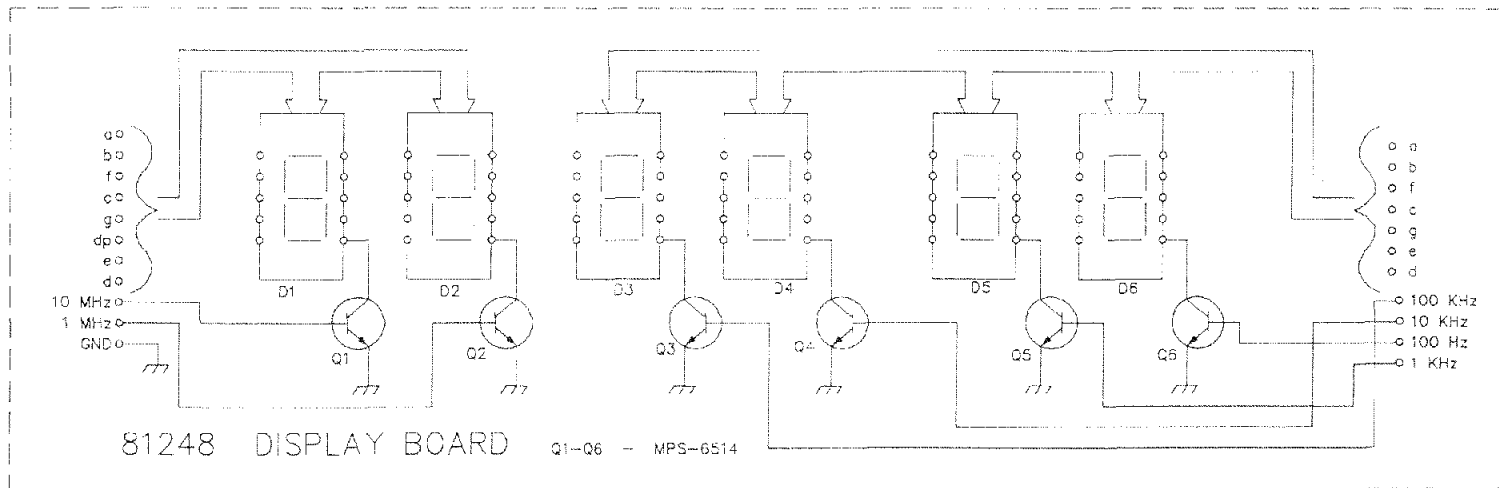 a
b
f
c
g
dp
e
d
10 MHz
1 MHz
GND
D1
D2
D3
D4
D5
D6
Q1
Q2
Q3
Q4
Q5
Q6
a
b
f
c
g
e
d
100 KHz
10 KHz
100 Hz
1 KHz
81248 DISPLAY BOARD Q1-Q6 - MPS-6514